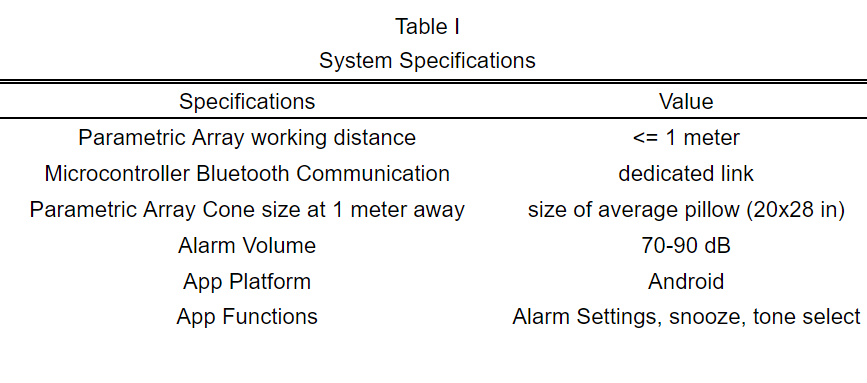 Table I
System Specifications
Specifications Value
Parametric Array working distance <= 1 meter
Microcontroller Bluetooth Communication dedicated link
Parametric Array Cone size at 1 meter away size of average pillow (20x28 in)
Alarm Volume 70-90 dB
App Platform Android
App Functions Alarm Settings, snooze, tone select